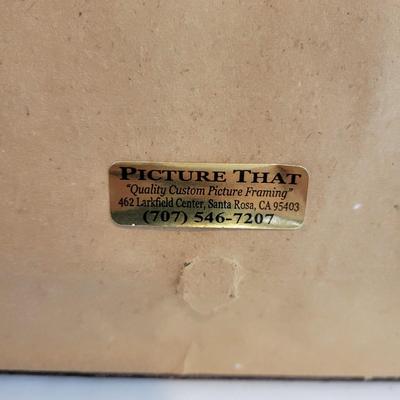 PICTURE THAT
"Quality Custom Picture Framing"
462 Larkfield Center, Santa Rosa, CA 95403
(707) 546-7207